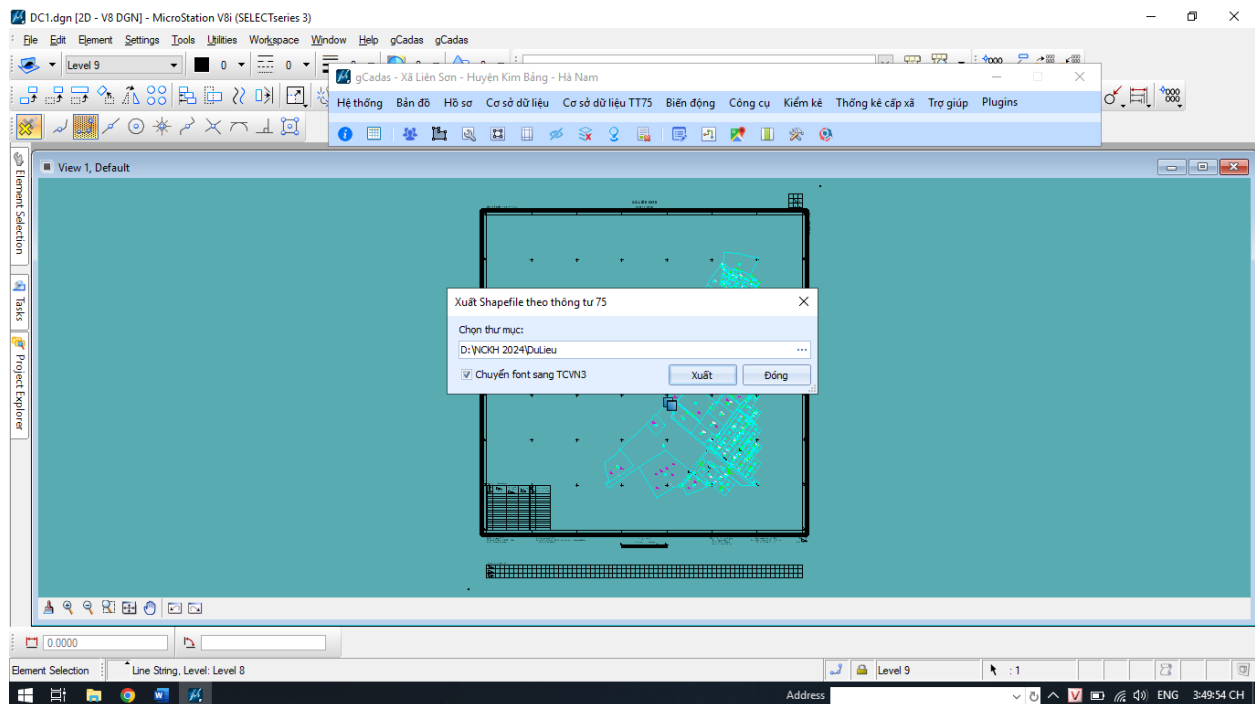 DC1.dgn [2D - V8 DGN] - MicroStation V8i (SELECTseries 3)
File Edit Element Settings Tools Utilities Workspace Window Help gCadas gCadas
Level 9 0 0
gCadas - Xã Liên Sơn - Huyện Kim Bảng - Hà Nam
Hệ thống Bản đồ Hồ sơ Cơ sở dữ liệu Cơ sở dữ liệu TT75 Biến động Công cụ Kiểm kê Thống kê cấp xã Trợ giúp Plugins
View 1, Default
Element Selection
Tasks
Project Explorer
Xuất Shapefile theo thông tư 75
Chọn thư mục:
D:\NCKH 2024\DuLieu
Chuyển font sang TCVN3 Xuất Đóng
0.0000
Element Selection Line String, Level: Level 8 Level 9 : 1
Address ENG 3:49:54 CH